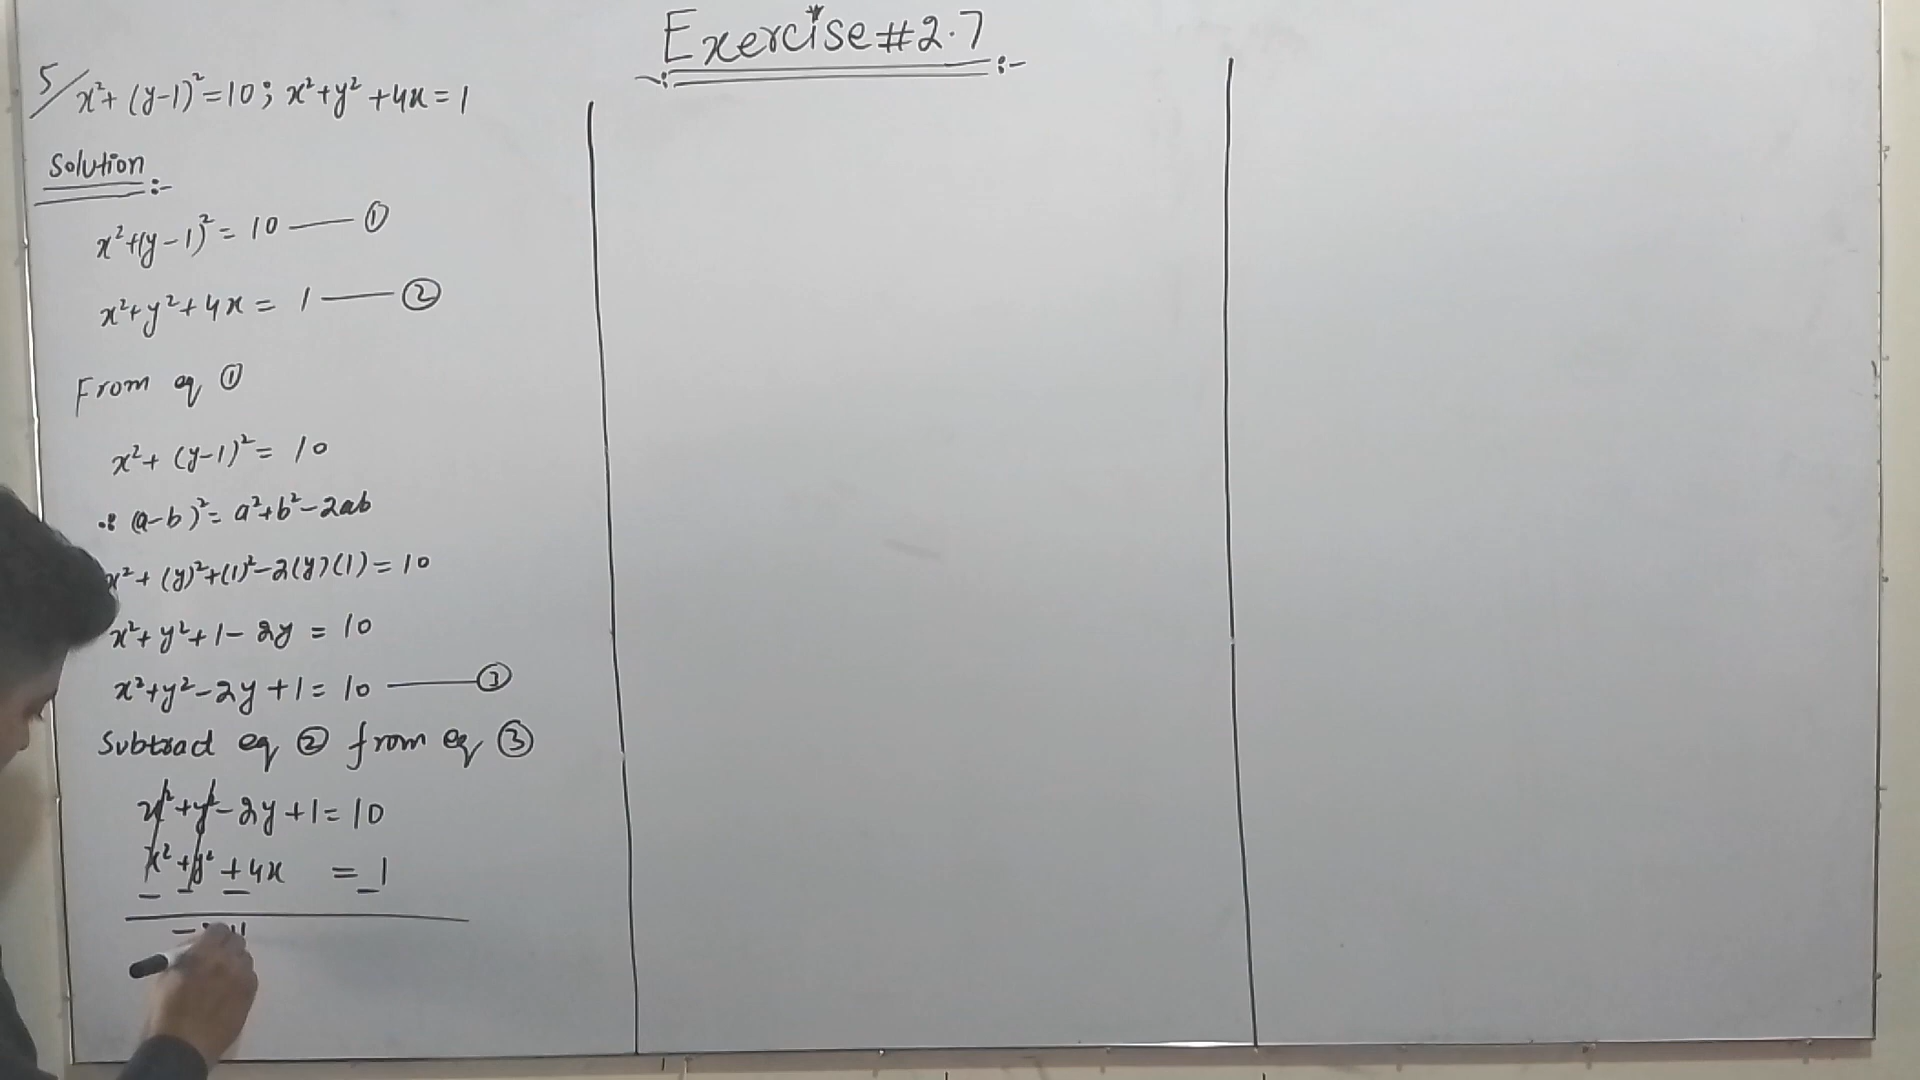 Exercise #2.7
5/ x²+ (y-1)²=10; x²+y²+4x=1
Solution:-
x²+(y-1)²=10 —— ①
x²+y²+4x = 1 —— ②
From eq ①
x²+ (y-1)²= 10
∵ (a-b)²= a²+b²-2ab
x²+ (y)²+(1)²-2(y)(1)=10
x²+y²+1-2y = 10
x²+y²-2y+1=10 —— ③
Subtract eq ② from eq ③
x²+y²-2y+1=10
x²+y²+4x = 1
- - - -